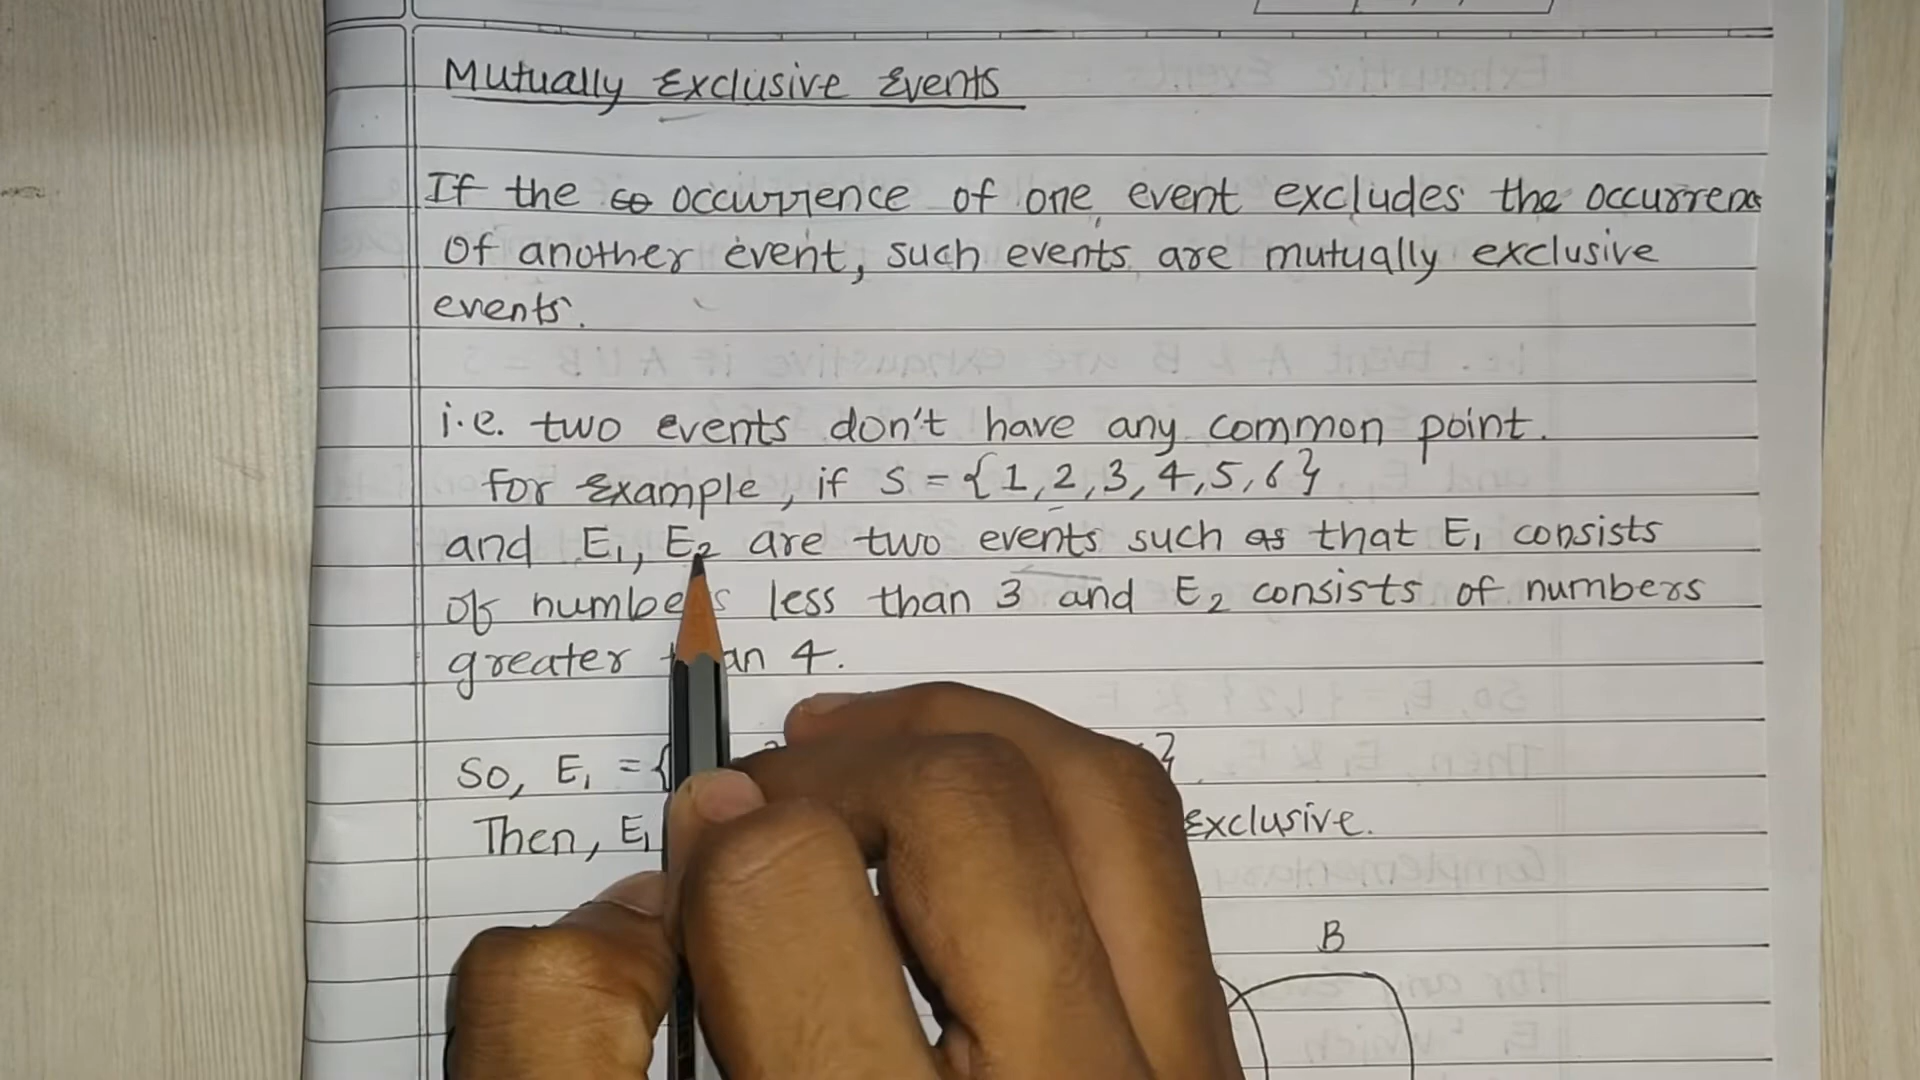 Mutually Exclusive Events
If the occurrence of one event excludes the
of another event, such events are mutually exclusive
events.
i.e. two events don't have any common point.
For Example, if S = {1, 2, 3, 4, 5, 6}
and E₁, E₂ are two events such as that E₁ consists
of numbers less than 3 and E₂ consists of numbers
greater than 4.
So, E₁ = { }
Then, E₁ Exclusive.
B